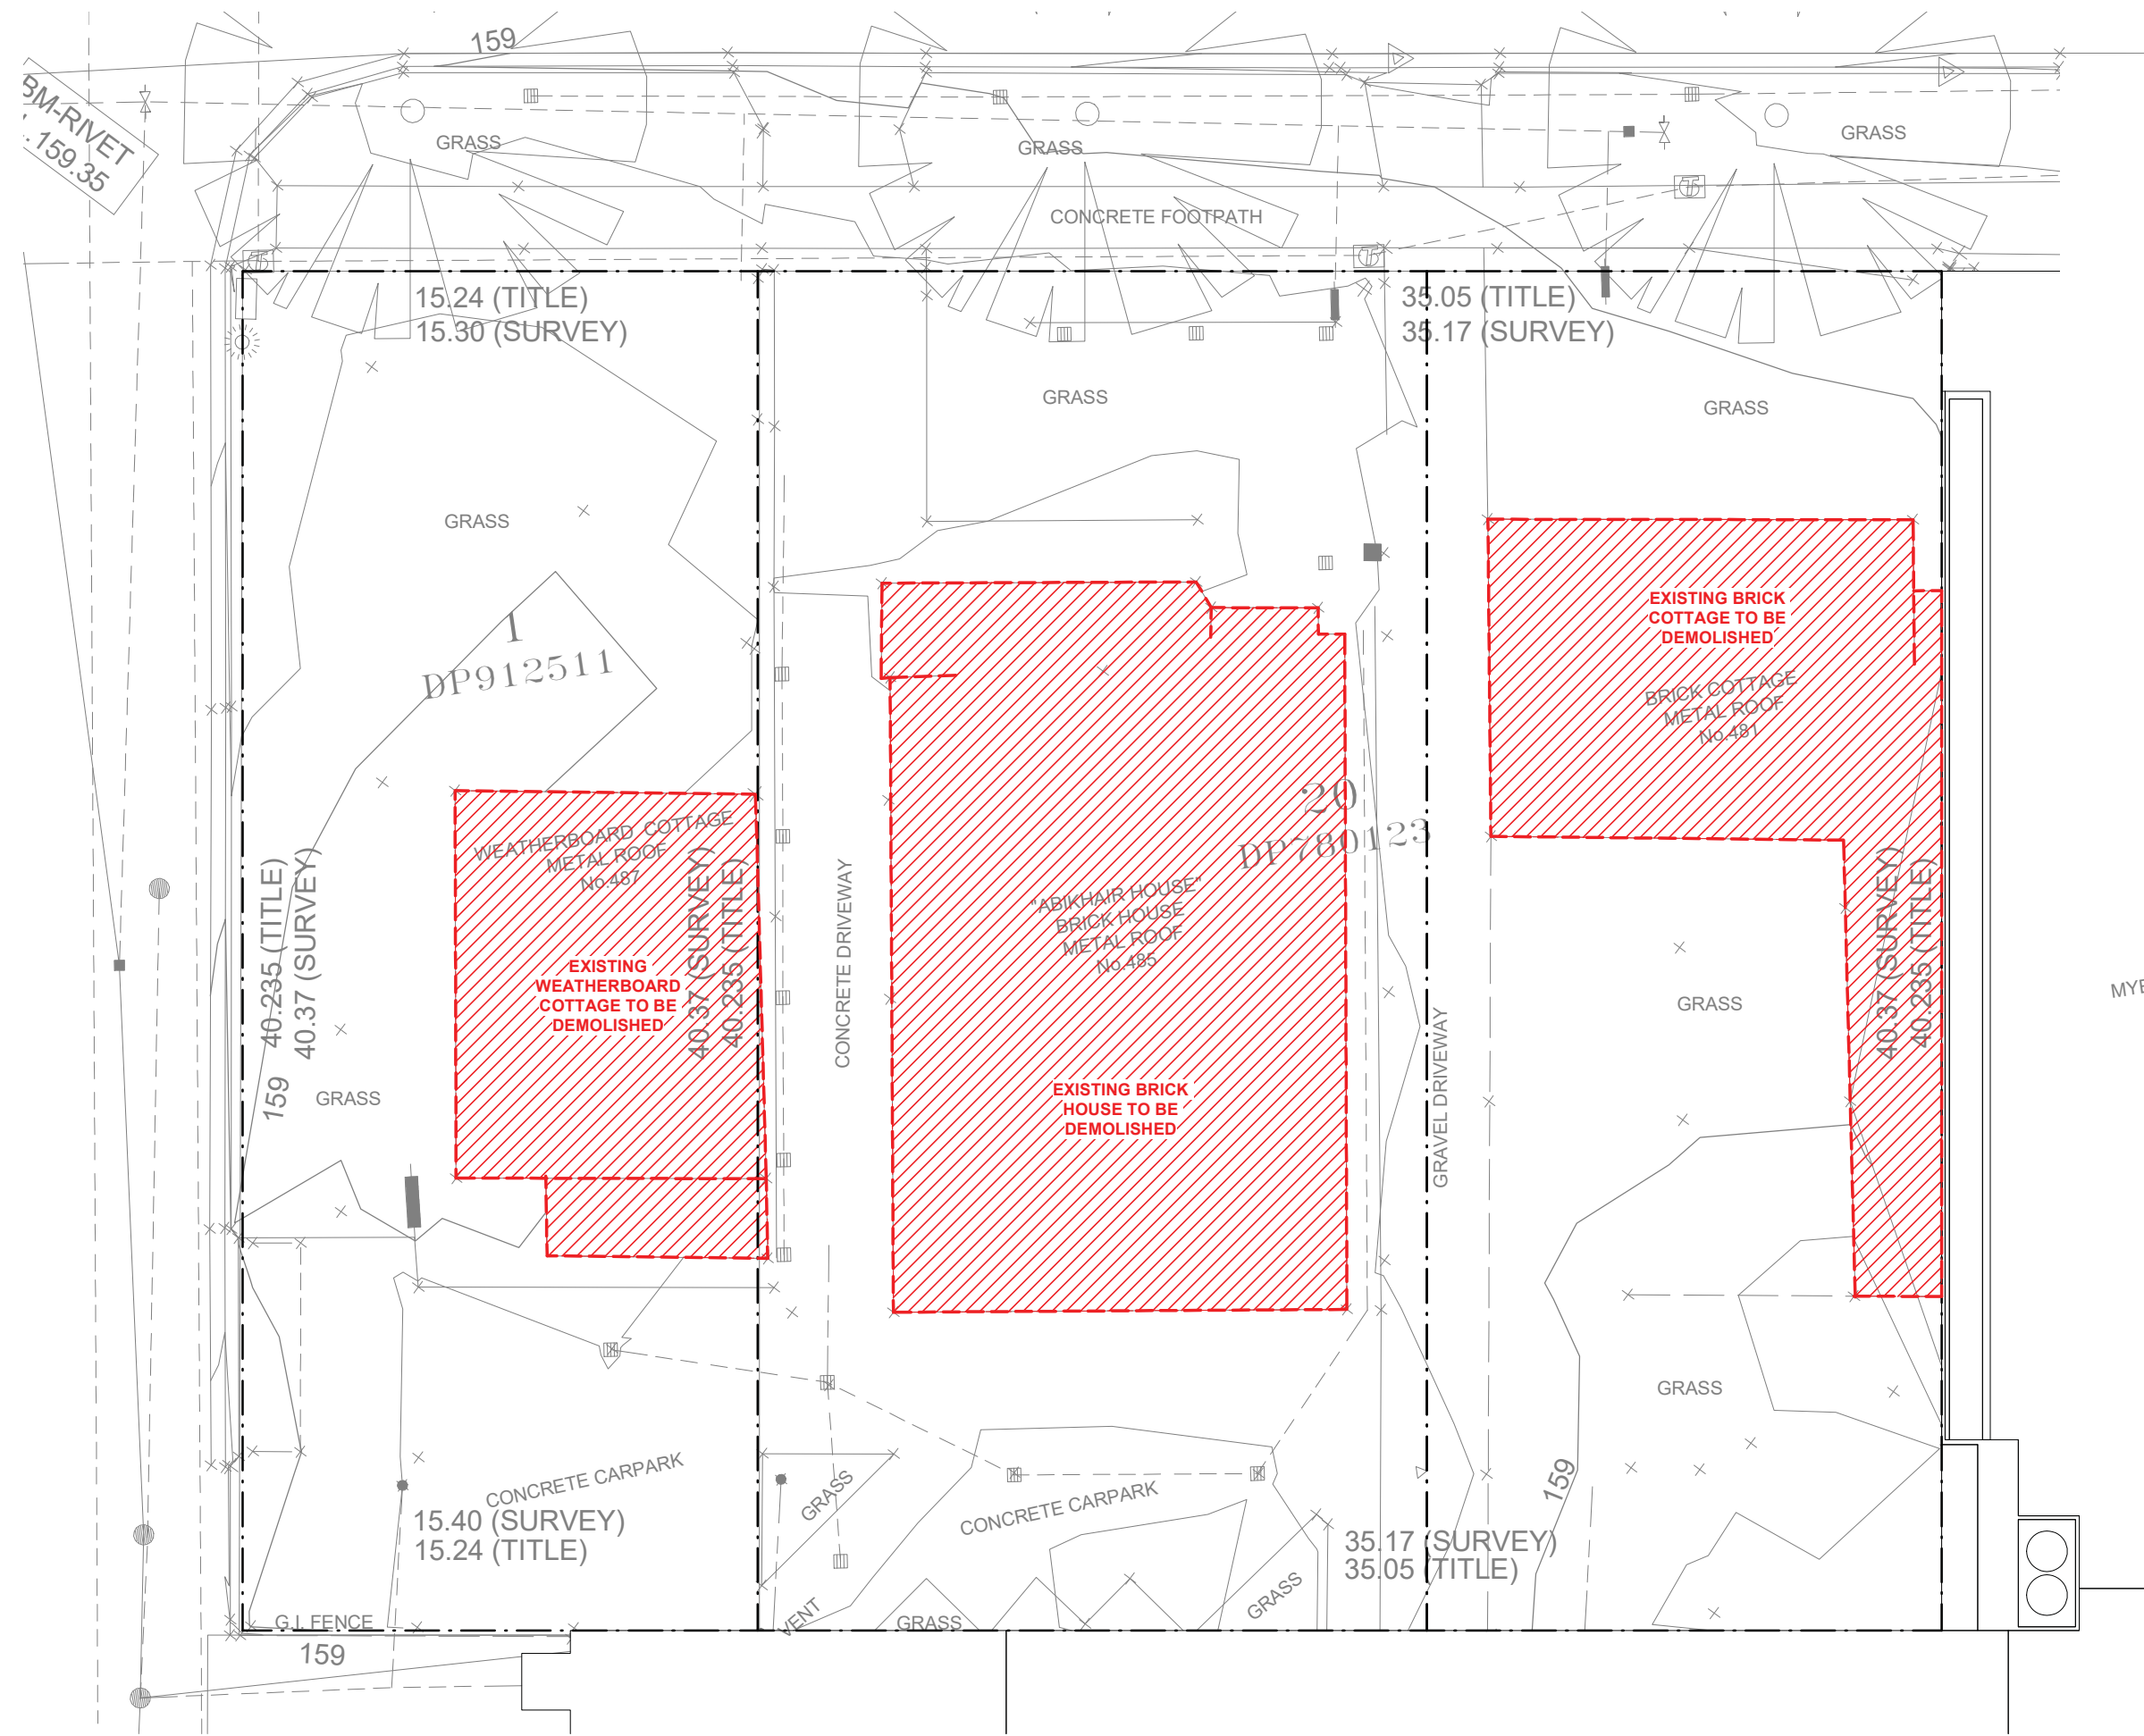 159
BM-RIVET
159.35
GRASS
GRASS
GRASS
CONCRETE FOOTPATH
15.24 (TITLE)
15.30 (SURVEY)
35.05 (TITLE)
35.17 (SURVEY)
GRASS
GRASS
GRASS
1
DP912511
EXISTING BRICK
COTTAGE TO BE
DEMOLISHED
BRICK COTTAGE
METAL ROOF
No.481
20
DP780123
WEATHERBOARD COTTAGE
METAL ROOF
No.487
EXISTING
WEATHERBOARD
COTTAGE TO BE
DEMOLISHED
40.235 (TITLE)
40.37 (SURVEY)
40.37 (SURVEY)
40.235 (TITLE)
CONCRETE DRIVEWAY
"ABIKHAIR HOUSE"
BRICK HOUSE
METAL ROOF
No.485
EXISTING BRICK
HOUSE TO BE
DEMOLISHED
40.37 (SURVEY)
40.235 (TITLE)
GRASS
159
GRASS
GRAVEL DRIVEWAY
GRASS
CONCRETE CARPARK
15.40 (SURVEY)
15.24 (TITLE)
GRASS
CONCRETE CARPARK
159
35.17 (SURVEY)
35.05 (TITLE)
G.I. FENCE
159
VENT
GRASS
GRASS